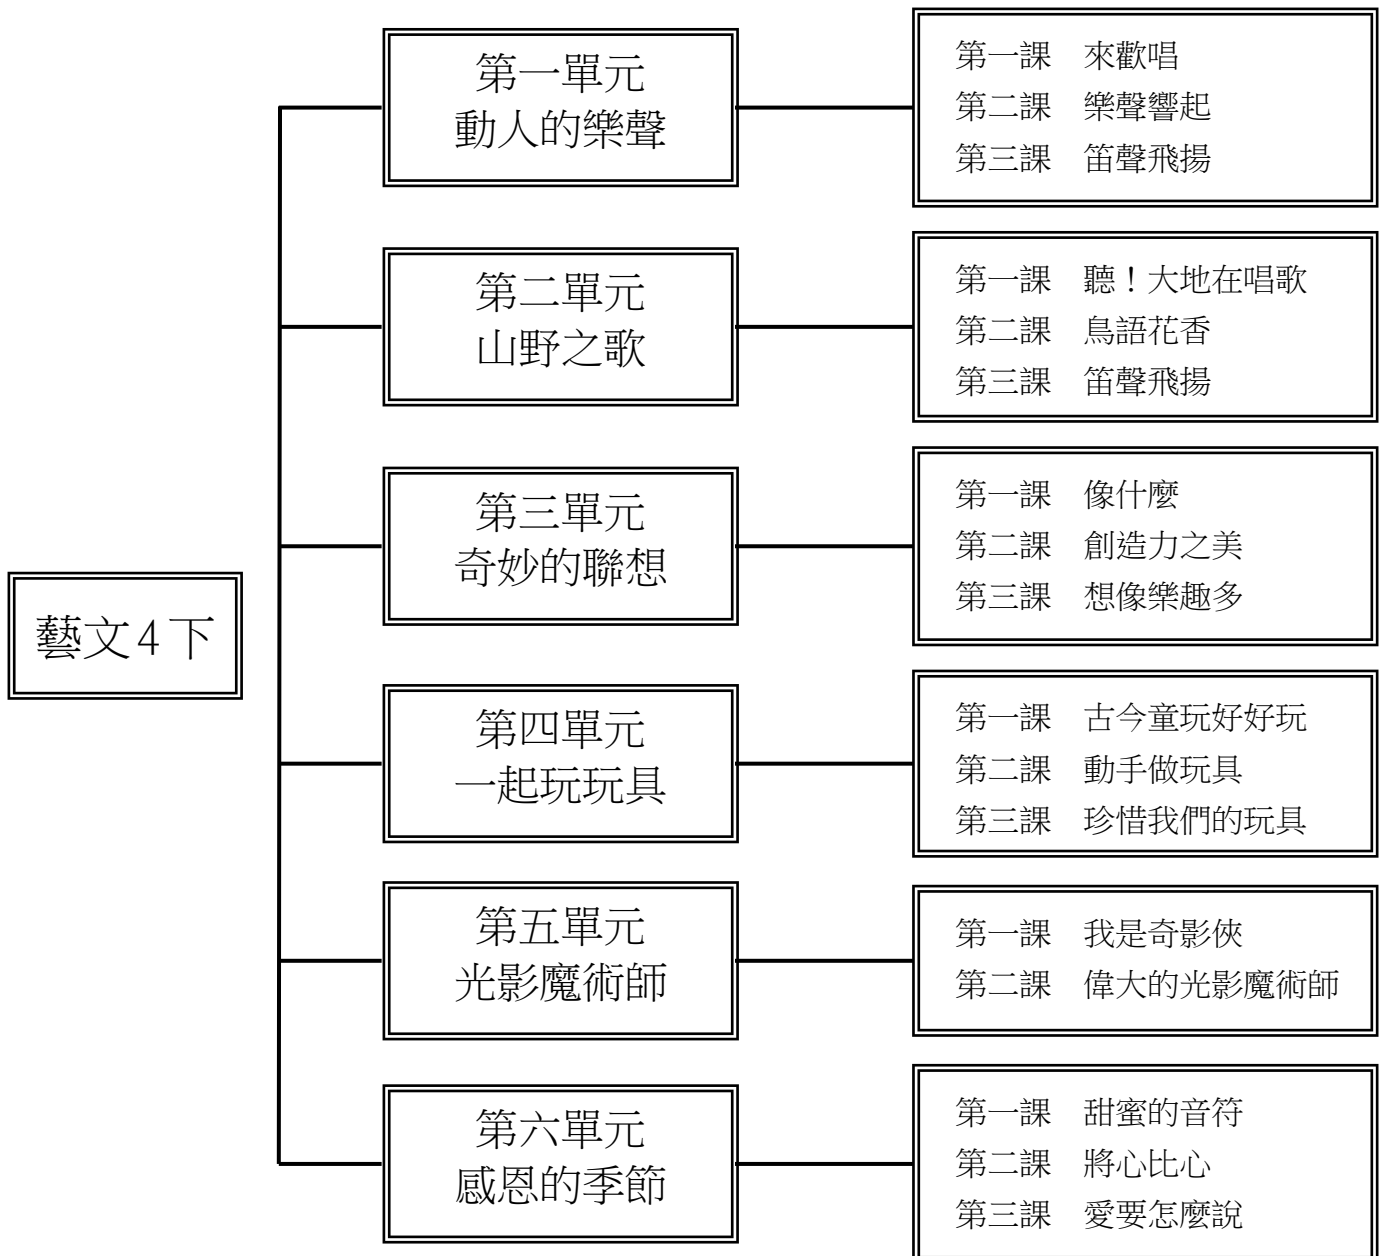 藝文4下
第一單元
動人的樂聲
第一課 來歡唱
第二課 樂聲響起
第三課 笛聲飛揚
第二單元
山野之歌
第一課 聽！大地在唱歌
第二課 鳥語花香
第三課 笛聲飛揚
第三單元
奇妙的聯想
第一課 像什麼
第二課 創造力之美
第三課 想像樂趣多
第四單元
一起玩玩具
第一課 古今童玩好好玩
第二課 動手做玩具
第三課 珍惜我們的玩具
第五單元
光影魔術師
第一課 我是奇影俠
第二課 偉大的光影魔術師
第六單元
感恩的季節
第一課 甜蜜的音符
第二課 將心比心
第三課 愛要怎麼說